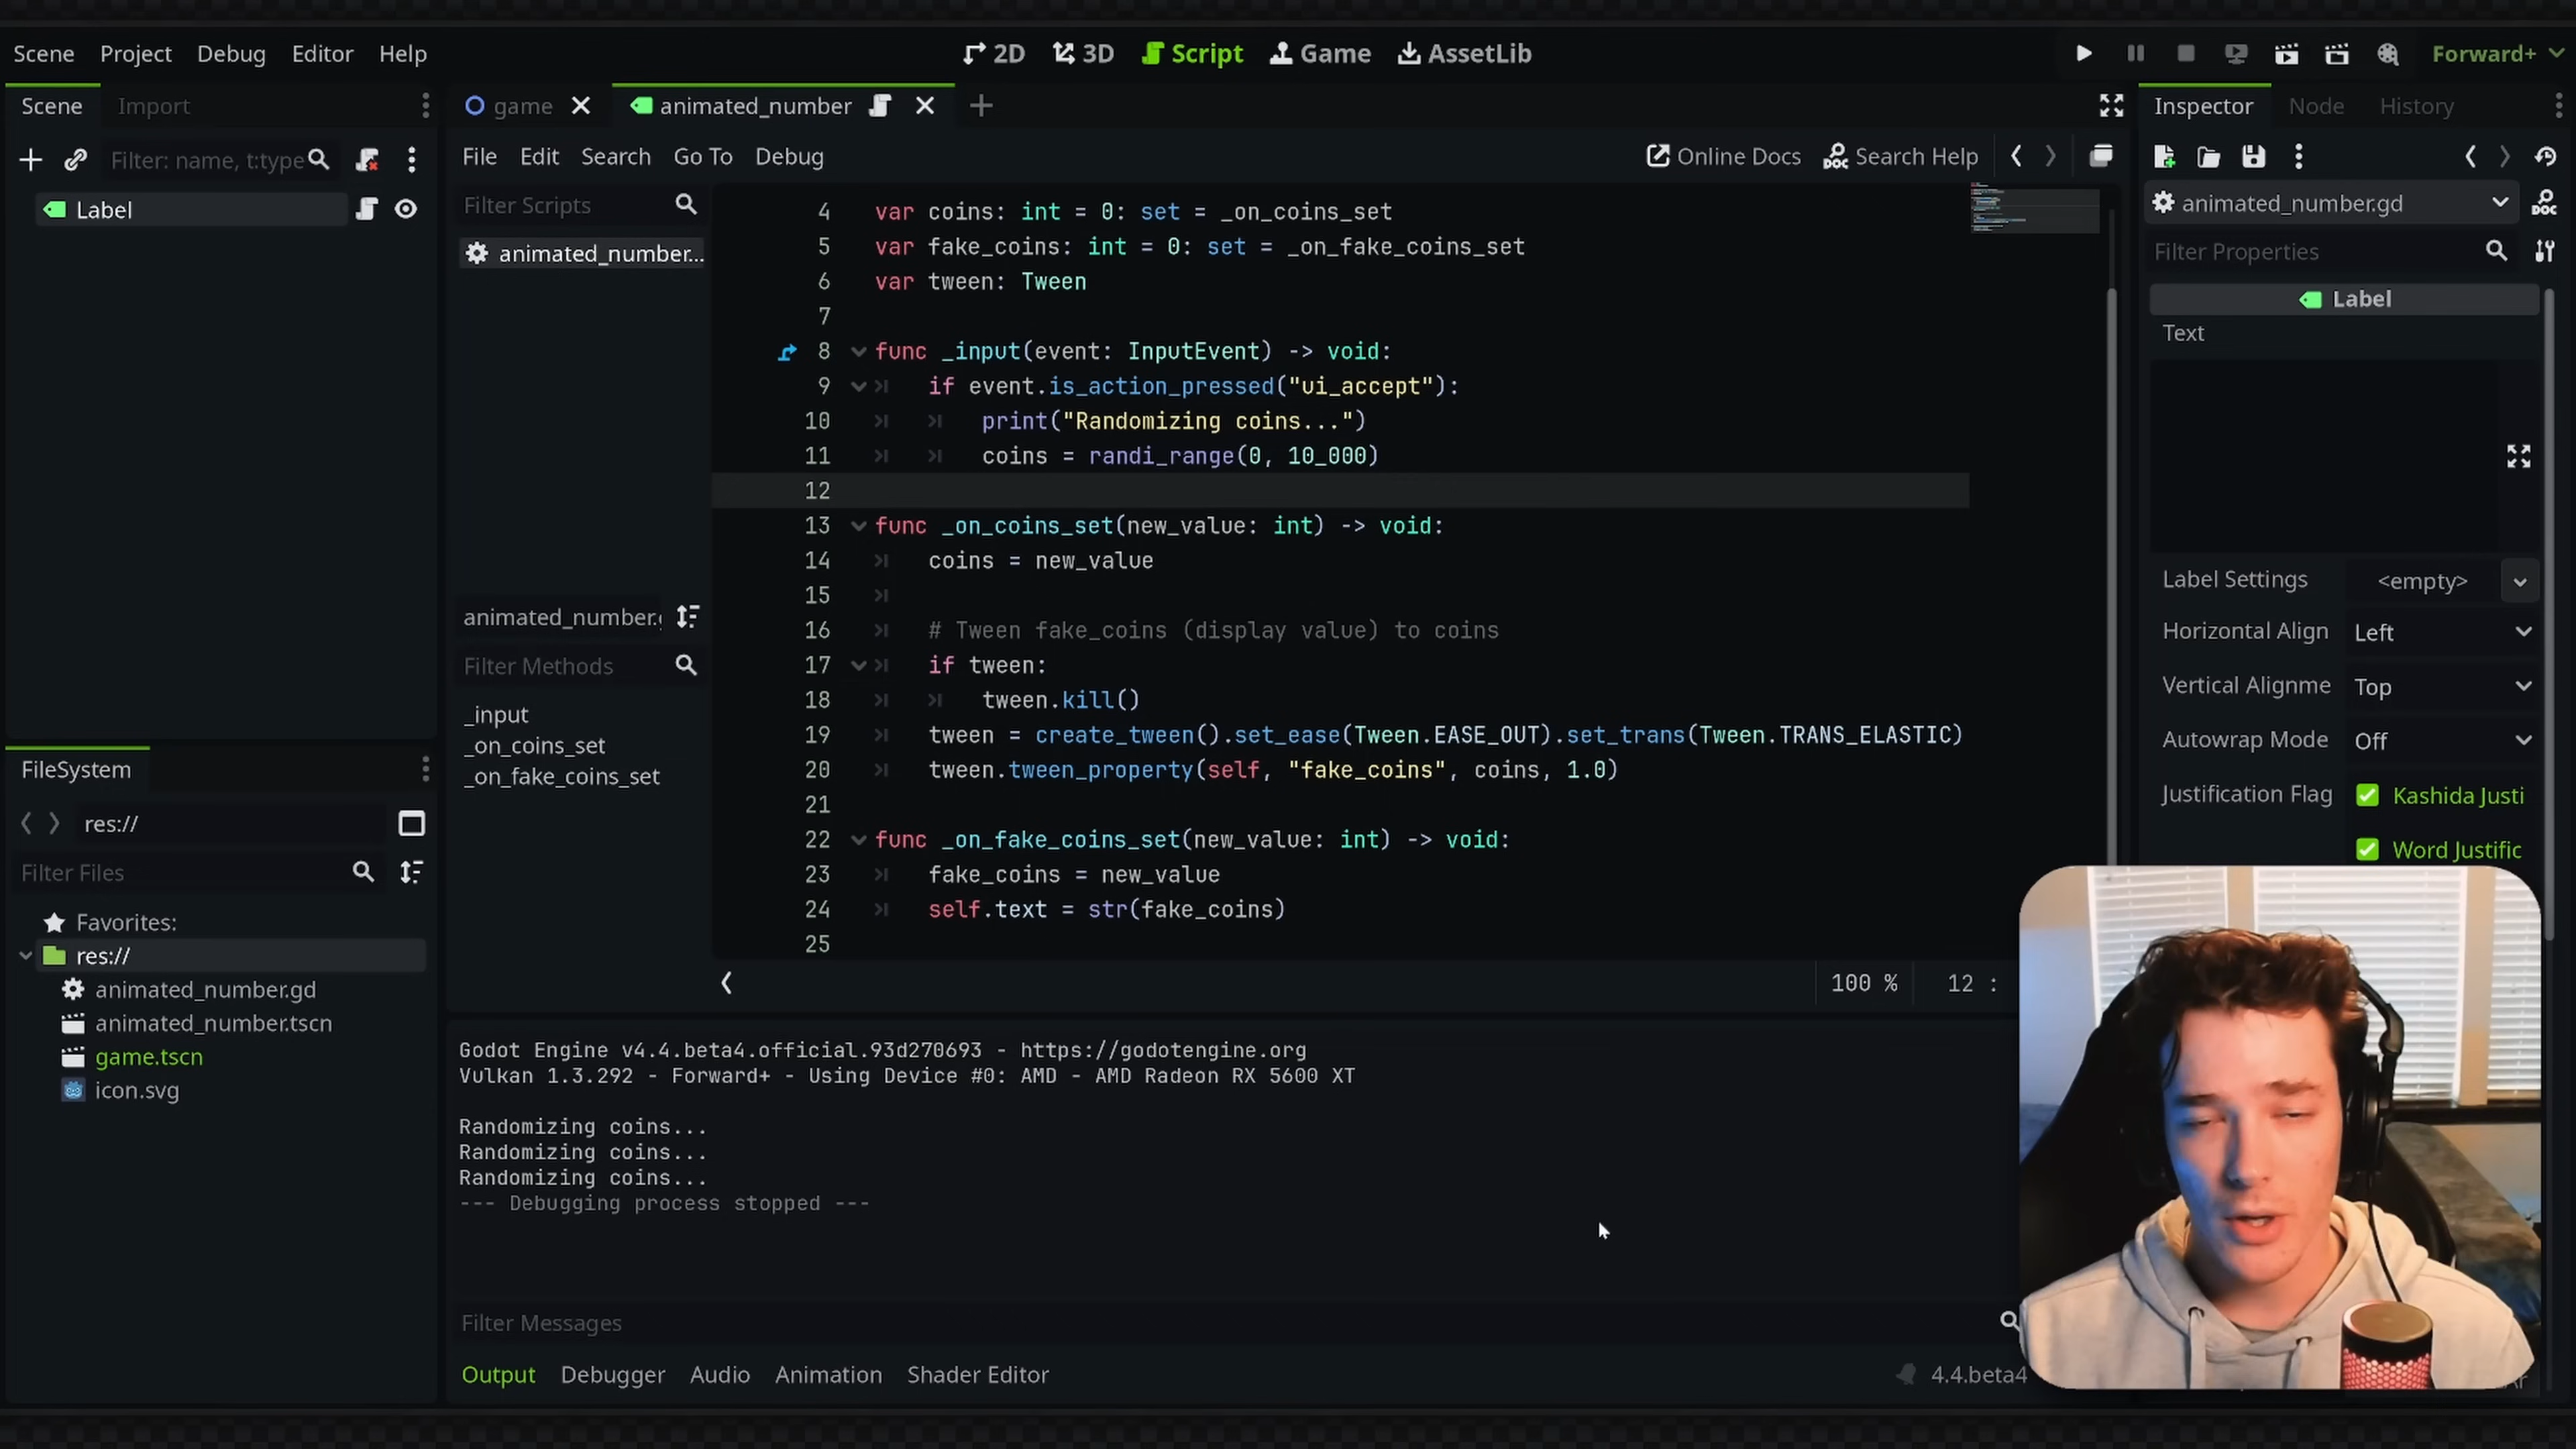 Scene Project Debug Editor Help
2D 3D Script Game AssetLib
Forward+
Scene Import
Filter: name, t:type
Label
FileSystem
res://
Filter Files
Favorites:
res://
animated_number.gd
animated_number.tscn
game.tscn
icon.svg
game animated_number
File Edit Search Go To Debug
Online Docs Search Help
Filter Scripts
animated_number...
animated_number.
Filter Methods
_input
_on_coins_set
_on_fake_coins_set
4 var coins: int = 0: set = _on_coins_set
5 var fake_coins: int = 0: set = _on_fake_coins_set
6 var tween: Tween
7
8 func _input(event: InputEvent) -> void:
9 if event.is_action_pressed("ui_accept"):
10 print("Randomizing coins...")
11 coins = randi_range(0, 10_000)
12
13 func _on_coins_set(new_value: int) -> void:
14 coins = new_value
15
16 # Tween fake_coins (display value) to coins
17 if tween:
18 tween.kill()
19 tween = create_tween().set_ease(Tween.EASE_OUT).set_trans(Tween.TRANS_ELASTIC)
20 tween.tween_property(self, "fake_coins", coins, 1.0)
21
22 func _on_fake_coins_set(new_value: int) -> void:
23 fake_coins = new_value
24 self.text = str(fake_coins)
25
100 % 12 :
Godot Engine v4.4.beta4.official.93d270693 - https://godotengine.org
Vulkan 1.3.292 - Forward+ - Using Device #0: AMD - AMD Radeon RX 5600 XT
Randomizing coins...
Randomizing coins...
Randomizing coins...
--- Debugging process stopped ---
Filter Messages
Output Debugger Audio Animation Shader Editor
4.4.beta4
Inspector Node History
animated_number.gd
DOC
Filter Properties
Label
Text
Label Settings <empty>
Horizontal Align Left
Vertical Alignme Top
Autowrap Mode Off
Justification Flag Kashida Justi
Word Justific